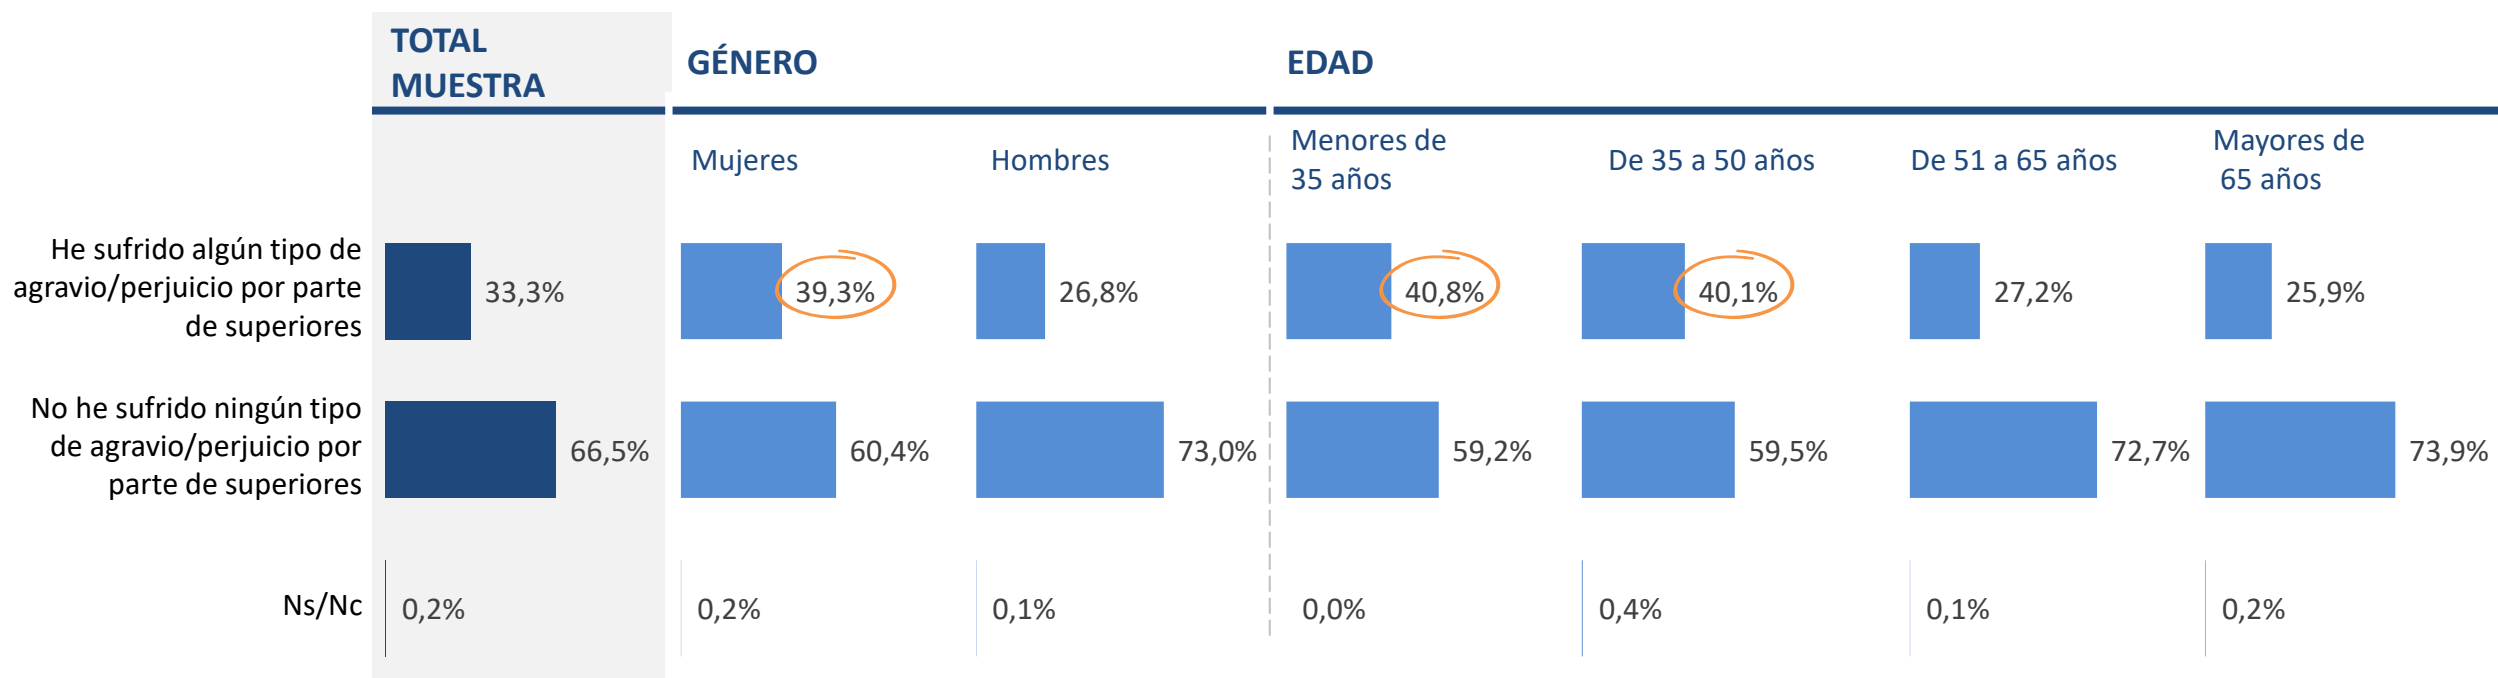 TOTAL
MUESTRA
GÉNERO
EDAD
Mujeres
Hombres
Menores de
35 años
De 35 a 50 años
De 51 a 65 años
Mayores de
65 años
He sufrido algún tipo de
agravio/perjuicio por parte
de superiores
33,3%
39,3%
26,8%
40,8%
40,1%
27,2%
25,9%
No he sufrido ningún tipo
de agravio/perjuicio por
parte de superiores
66,5%
60,4%
73,0%
59,2%
59,5%
72,7%
73,9%
Ns/Nc
0,2%
0,2%
0,1%
0,0%
0,4%
0,1%
0,2%